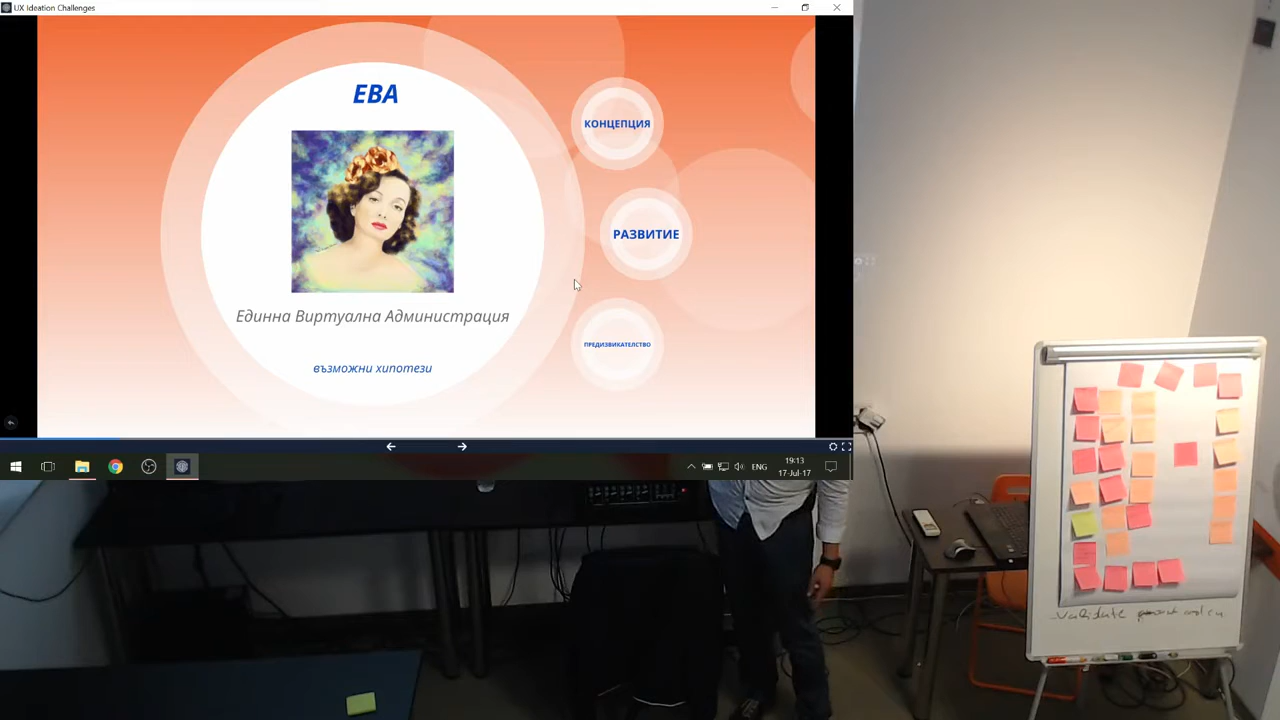 UX Ideation Challenges
ЕВА
КОНЦЕПЦИЯ
РАЗВИТИЕ
Единна Виртуална Администрация
ПРЕДИЗВИКАТЕЛСТВО
възможни хипотези
ENG
19:13
17-Jul-17
validate